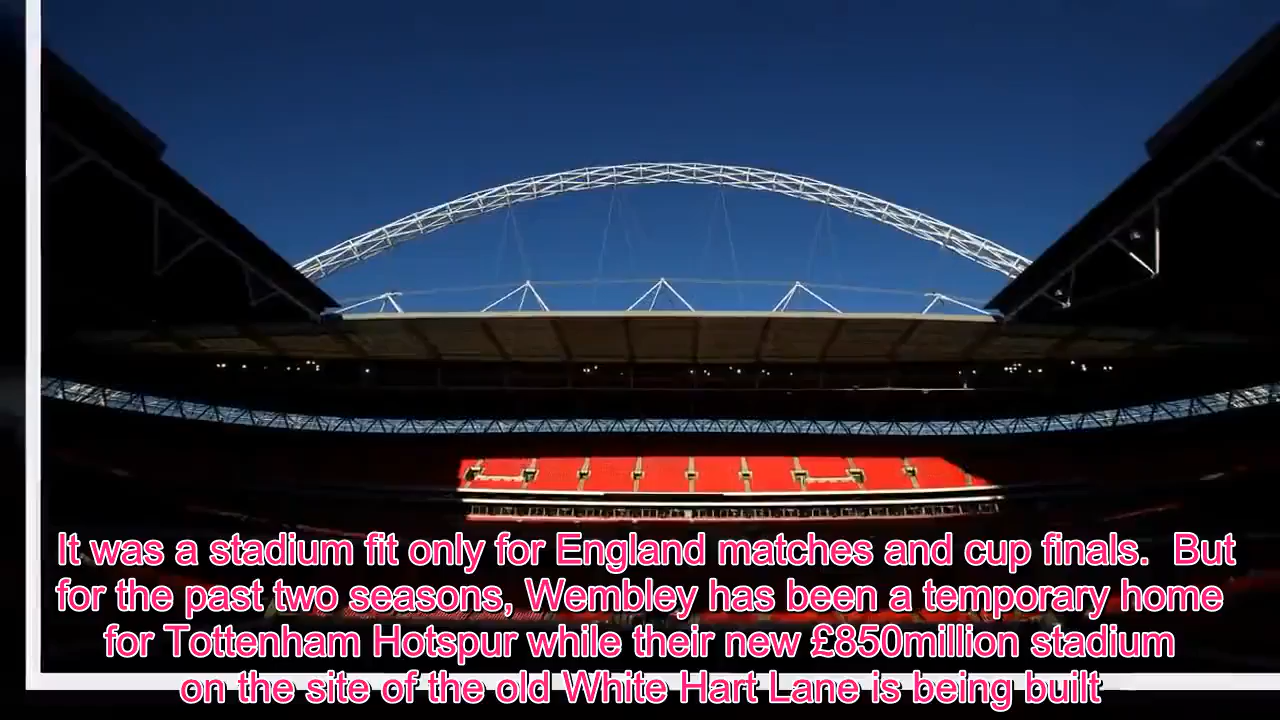 It was a stadium fit only for England matches and cup finals.  But
for the past two seasons, Wembley has been a temporary home
for Tottenham Hotspur while their new £850million stadium
on the site of the old White Hart Lane is being built